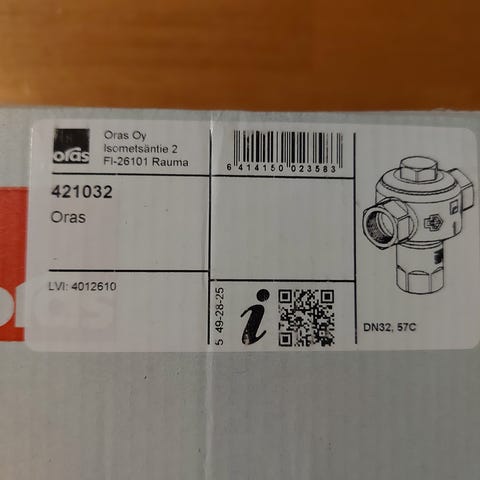 oras
Oras Oy
Isometsäntie 2
FI-26101 Rauma
6 414150 023583
421032
Oras
LVI: 4012610
5 49-28-25
i
DN32, 57C
oras